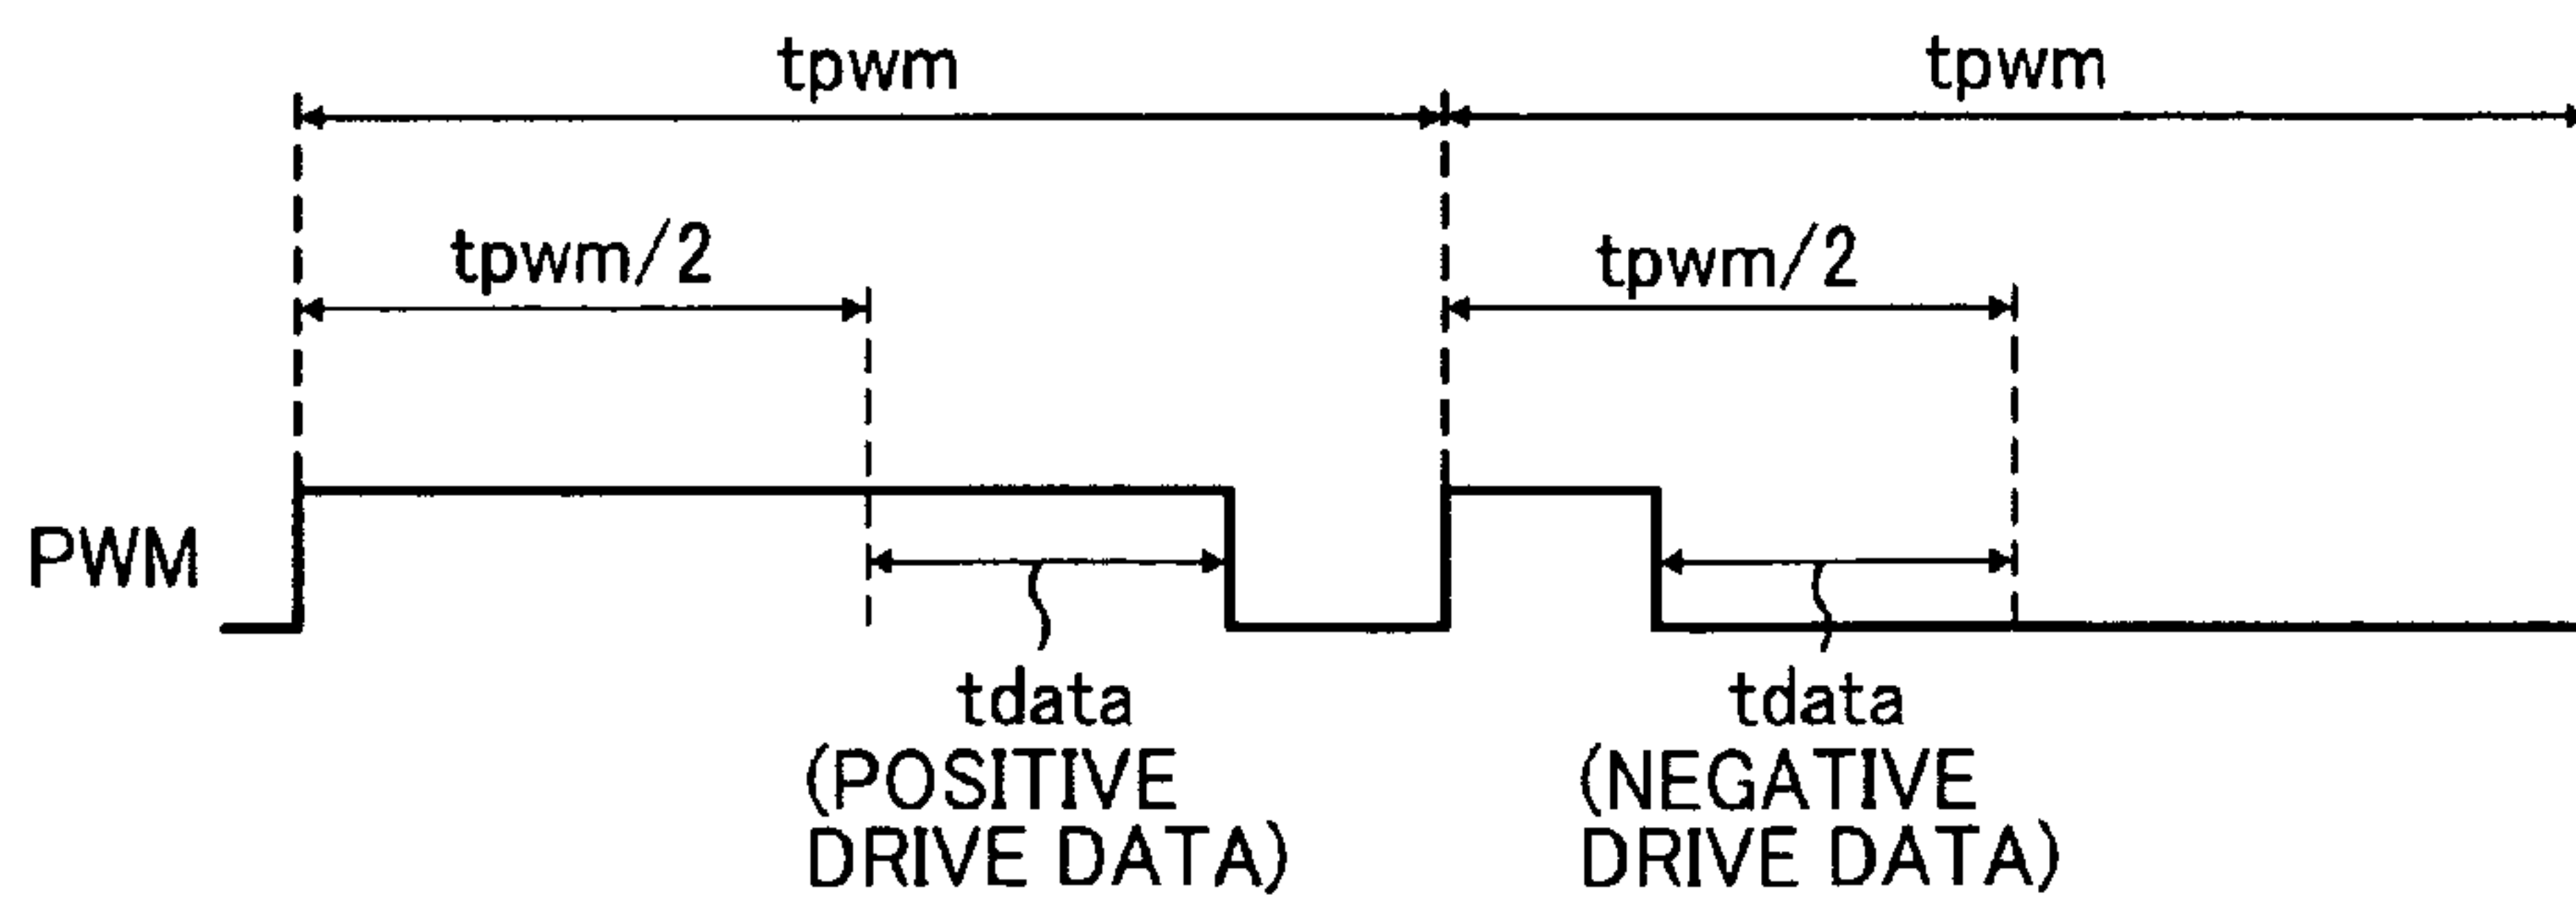 tpwm
tpwm
tpwm/2
tpwm/2
PWM
tdata
(POSITIVE
DRIVE DATA)
tdata
(NEGATIVE
DRIVE DATA)